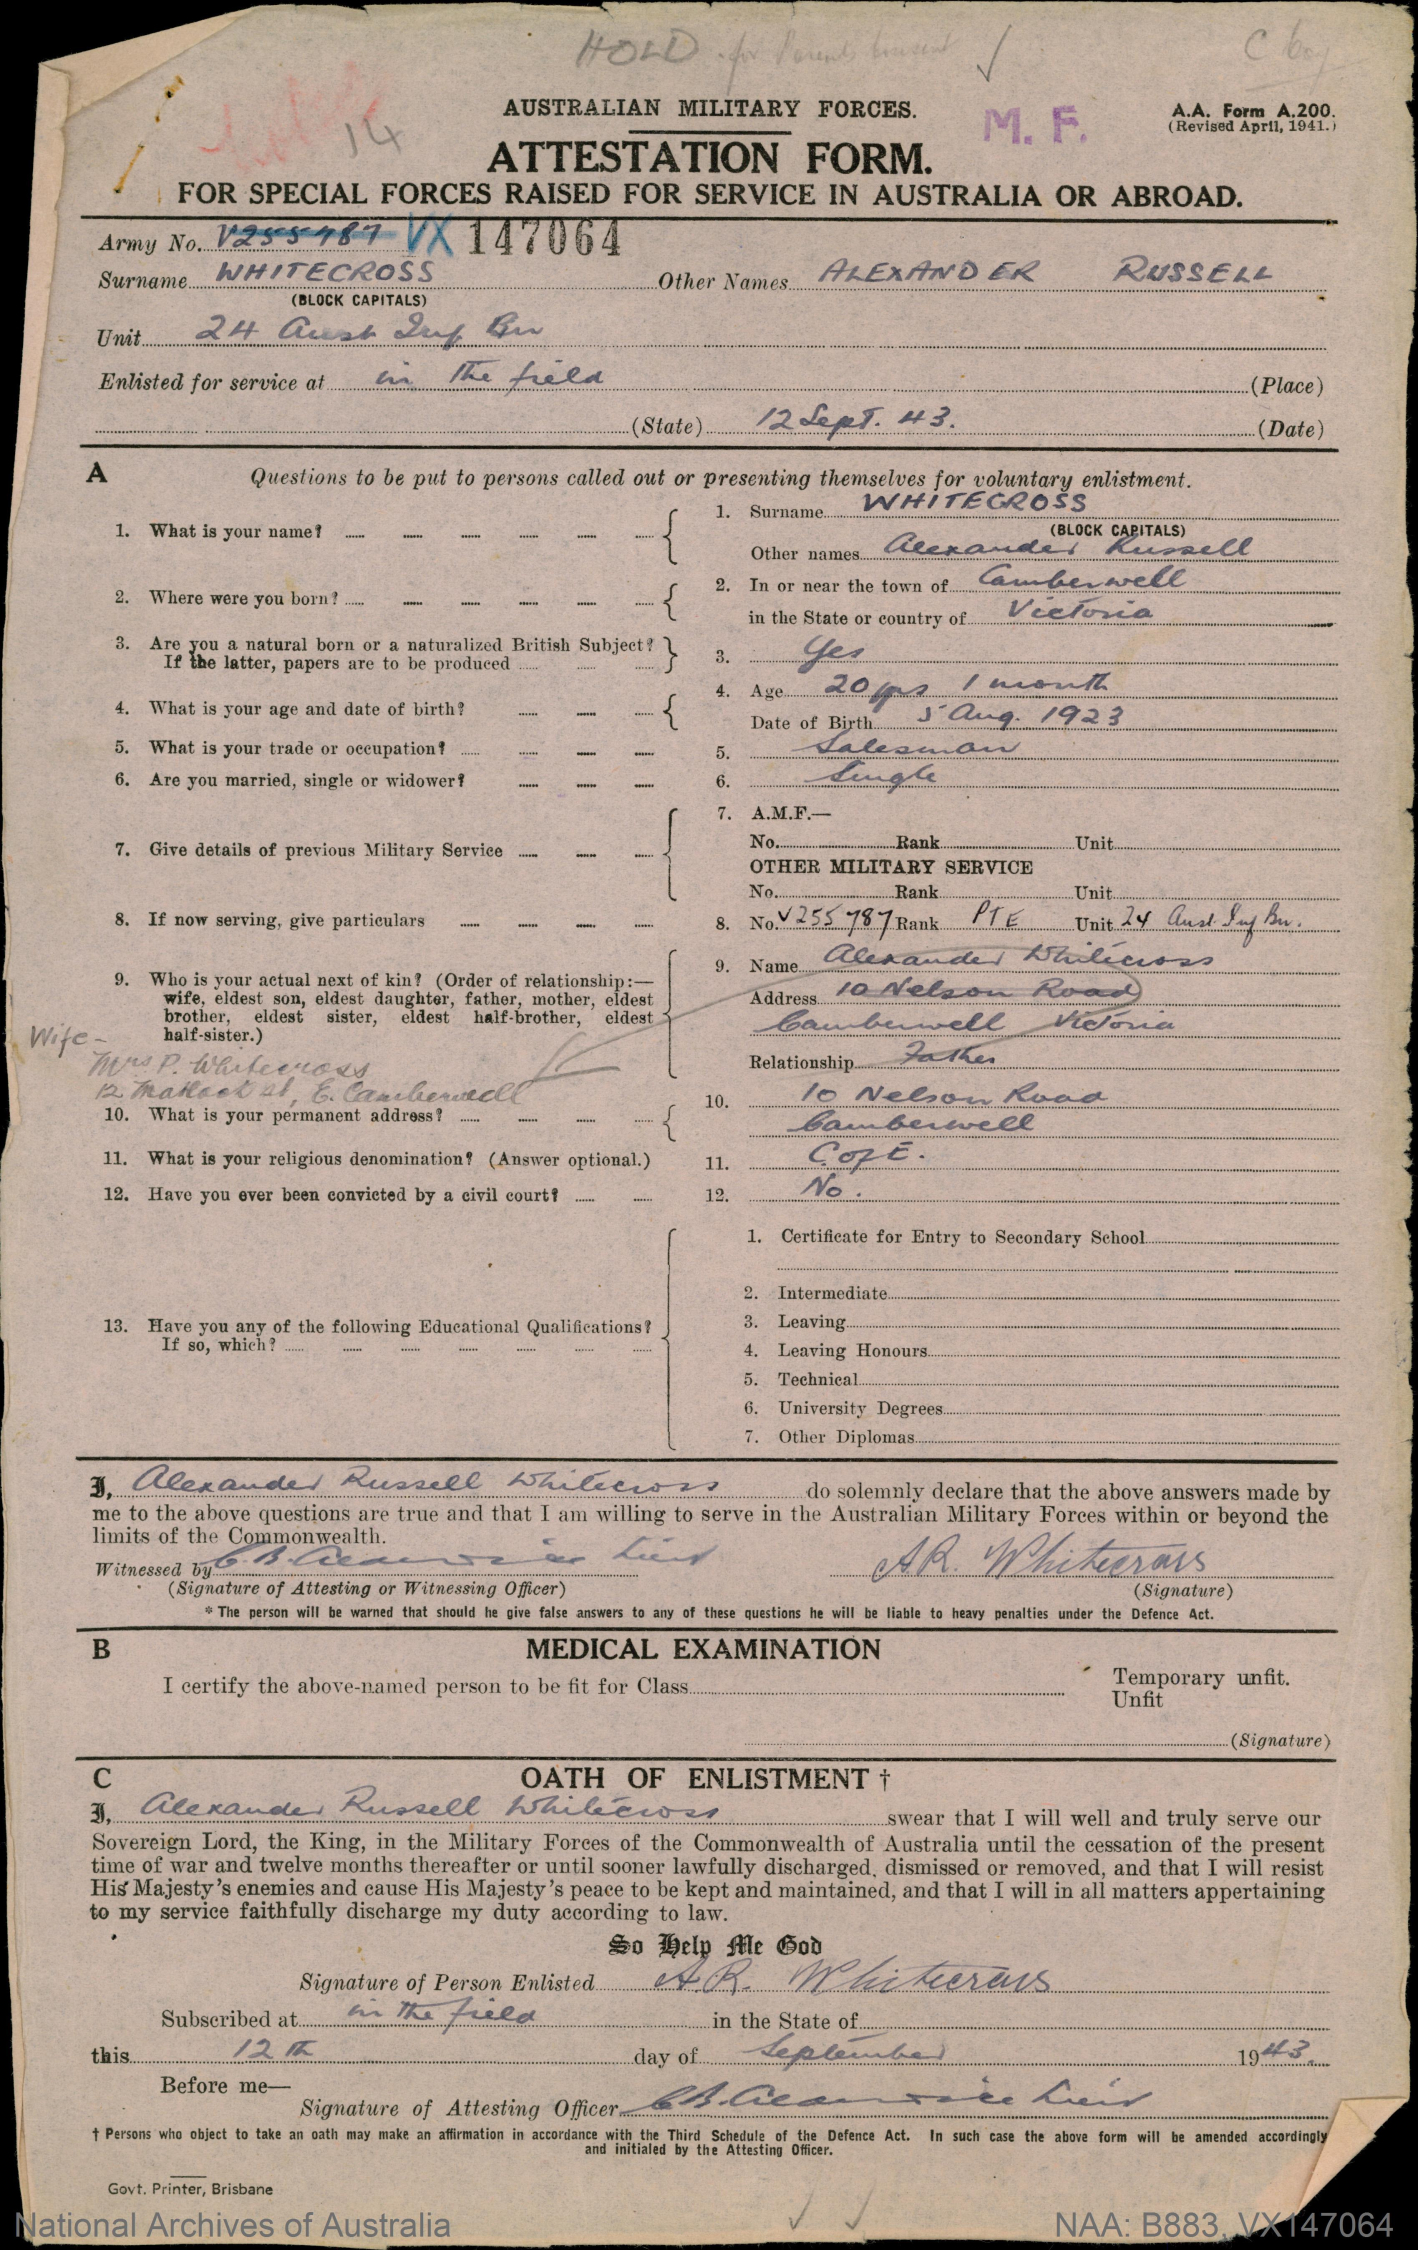 HOLD for Parents consent
C
14
AUSTRALIAN MILITARY FORCES.
M. F.
A.A. Form A.200.
(Revised April, 1941.)
ATTESTATION FORM.
FOR SPECIAL FORCES RAISED FOR SERVICE IN AUSTRALIA OR ABROAD.
Army No. V255787 VX 147064
Surname WHITECROSS Other Names ALEXANDER RUSSELL
(BLOCK CAPITALS)
Unit 24 Aust Inf Bn
Enlisted for service at in the field (Place)
(State) 12 Sept. 43. (Date)
A Questions to be put to persons called out or presenting themselves for voluntary enlistment.
1. What is your name? 1. Surname WHITECROSS
(BLOCK CAPITALS)
Other names Alexander Russell
2. Where were you born? 2. In or near the town of Camberwell
in the State or country of Victoria
3. Are you a natural born or a naturalized British Subject?
If the latter, papers are to be produced 3. Yes
4. What is your age and date of birth? 4. Age 20 yrs 1 month
Date of Birth 5 Aug. 1923
5. What is your trade or occupation? 5. Salesman
6. Are you married, single or widower? 6. Single
7. Give details of previous Military Service 7. A.M.F.—
No. Rank Unit
OTHER MILITARY SERVICE
No. Rank Unit
8. If now serving, give particulars 8. No. V255787 Rank PTE Unit 24 Aust Inf Bn.
9. Who is your actual next of kin? (Order of relationship:—
wife, eldest son, eldest daughter, father, mother, eldest
brother, eldest sister, eldest half-brother, eldest
half-sister.)
9. Name Alexander Whitecross
Address 10 Nelson Road
Camberwell Victoria
Relationship Father
Wife –
Mrs P. Whitecross
12 Matlock st, E. Camberwell
10. What is your permanent address? 10. 10 Nelson Road
Camberwell
11. What is your religious denomination? (Answer optional.) 11. C. of E.
12. Have you ever been convicted by a civil court? 12. No.
13. Have you any of the following Educational Qualifications?
If so, which?
1. Certificate for Entry to Secondary School
2. Intermediate
3. Leaving
4. Leaving Honours
5. Technical
6. University Degrees
7. Other Diplomas
I, Alexander Russell Whitecross do solemnly declare that the above answers made by
me to the above questions are true and that I am willing to serve in the Australian Military Forces within or beyond the
limits of the Commonwealth.
Witnessed by C.B. Lieut A.R. Whitecross
(Signature of Attesting or Witnessing Officer) (Signature)
* The person will be warned that should he give false answers to any of these questions he will be liable to heavy penalties under the Defence Act.
B MEDICAL EXAMINATION
I certify the above-named person to be fit for Class Temporary unfit.
Unfit
(Signature)
C OATH OF ENLISTMENT †
I, Alexander Russell Whitecross swear that I will well and truly serve our
Sovereign Lord, the King, in the Military Forces of the Commonwealth of Australia until the cessation of the present
time of war and twelve months thereafter or until sooner lawfully discharged, dismissed or removed, and that I will resist
His Majesty's enemies and cause His Majesty's peace to be kept and maintained, and that I will in all matters appertaining
to my service faithfully discharge my duty according to law.
So Help Me God
Signature of Person Enlisted A.R. Whitecross
Subscribed at in the field in the State of
this 12th day of September 1943.
Before me—
Signature of Attesting Officer C.B. Lieut
† Persons who object to take an oath may make an affirmation in accordance with the Third Schedule of the Defence Act. In such case the above form will be amended accordingly
and initialed by the Attesting Officer.
Govt. Printer, Brisbane
National Archives of Australia NAA: B883, VX147064